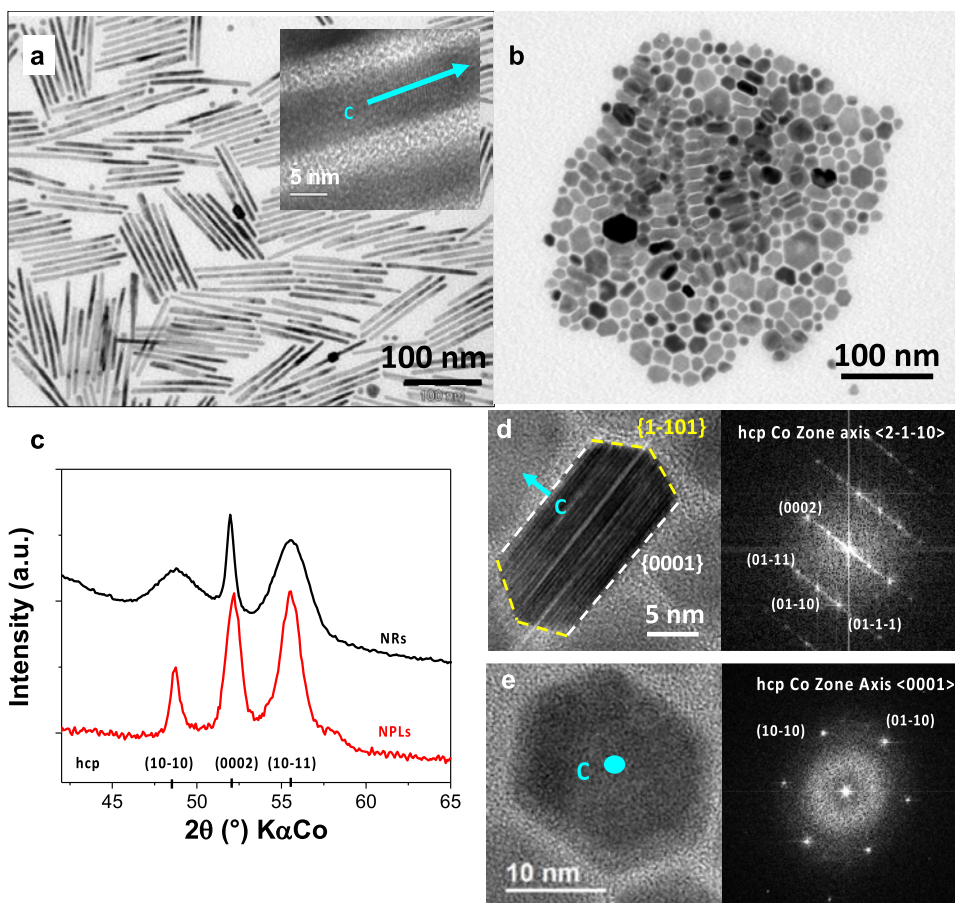 a
c
5 nm
100 nm
100 nm
b
100 nm
c
Intensity (a.u.)
NRs
NPLs
hcp
(10-10)
(0002)
(10-11)
45
50
55
60
65
2θ (°) KαCo
d
{1-101}
C
{0001}
5 nm
hcp Co Zone axis <2-1-10>
(0002)
(01-11)
(01-10)
(01-1-1)
e
C
10 nm
hcp Co Zone Axis <0001>
(10-10)
(01-10)